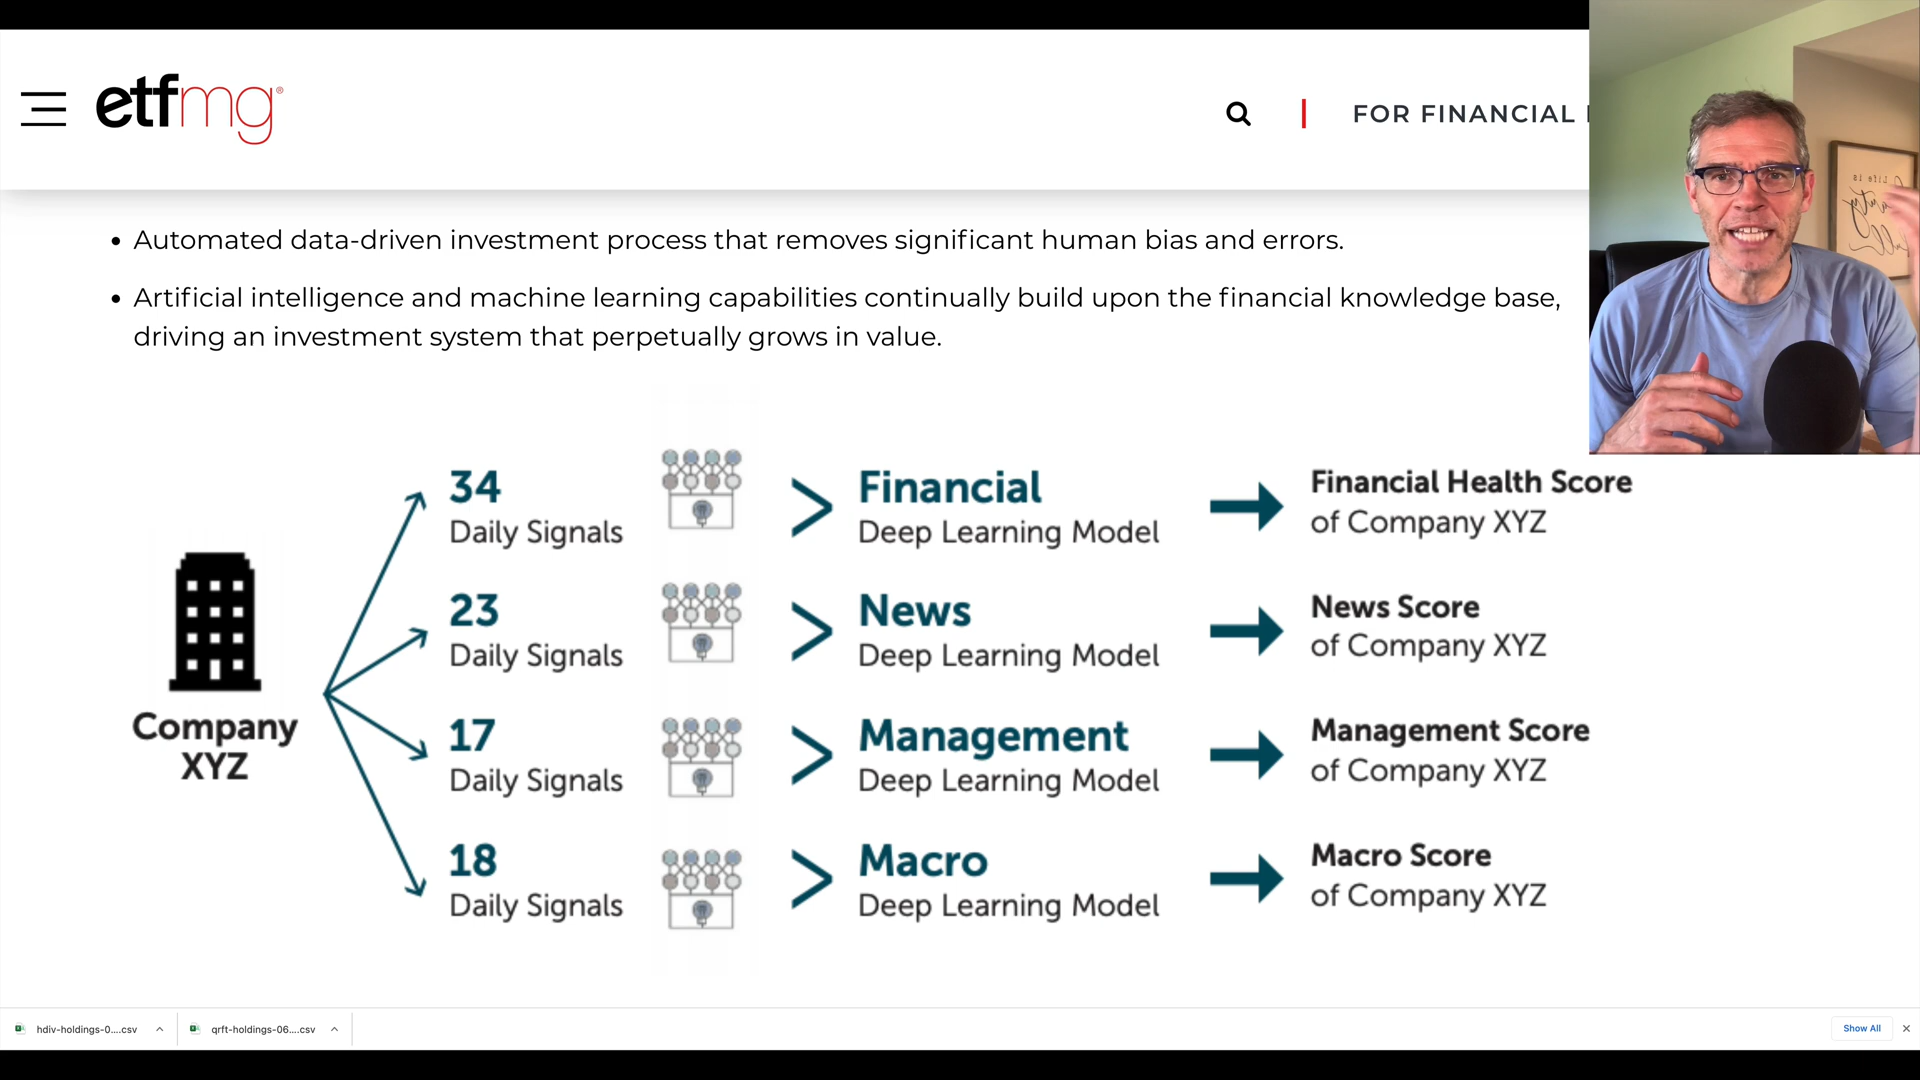 etfmg®
FOR FINANCIAL
• Automated data-driven investment process that removes significant human bias and errors.
• Artificial intelligence and machine learning capabilities continually build upon the financial knowledge base,
driving an investment system that perpetually grows in value.
Company
XYZ
34
Daily Signals
> Financial
Deep Learning Model
Financial Health Score
of Company XYZ
23
Daily Signals
> News
Deep Learning Model
News Score
of Company XYZ
17
Daily Signals
> Management
Deep Learning Model
Management Score
of Company XYZ
18
Daily Signals
> Macro
Deep Learning Model
Macro Score
of Company XYZ
hdiv-holdings-0....csv
qrft-holdings-06....csv
Show All